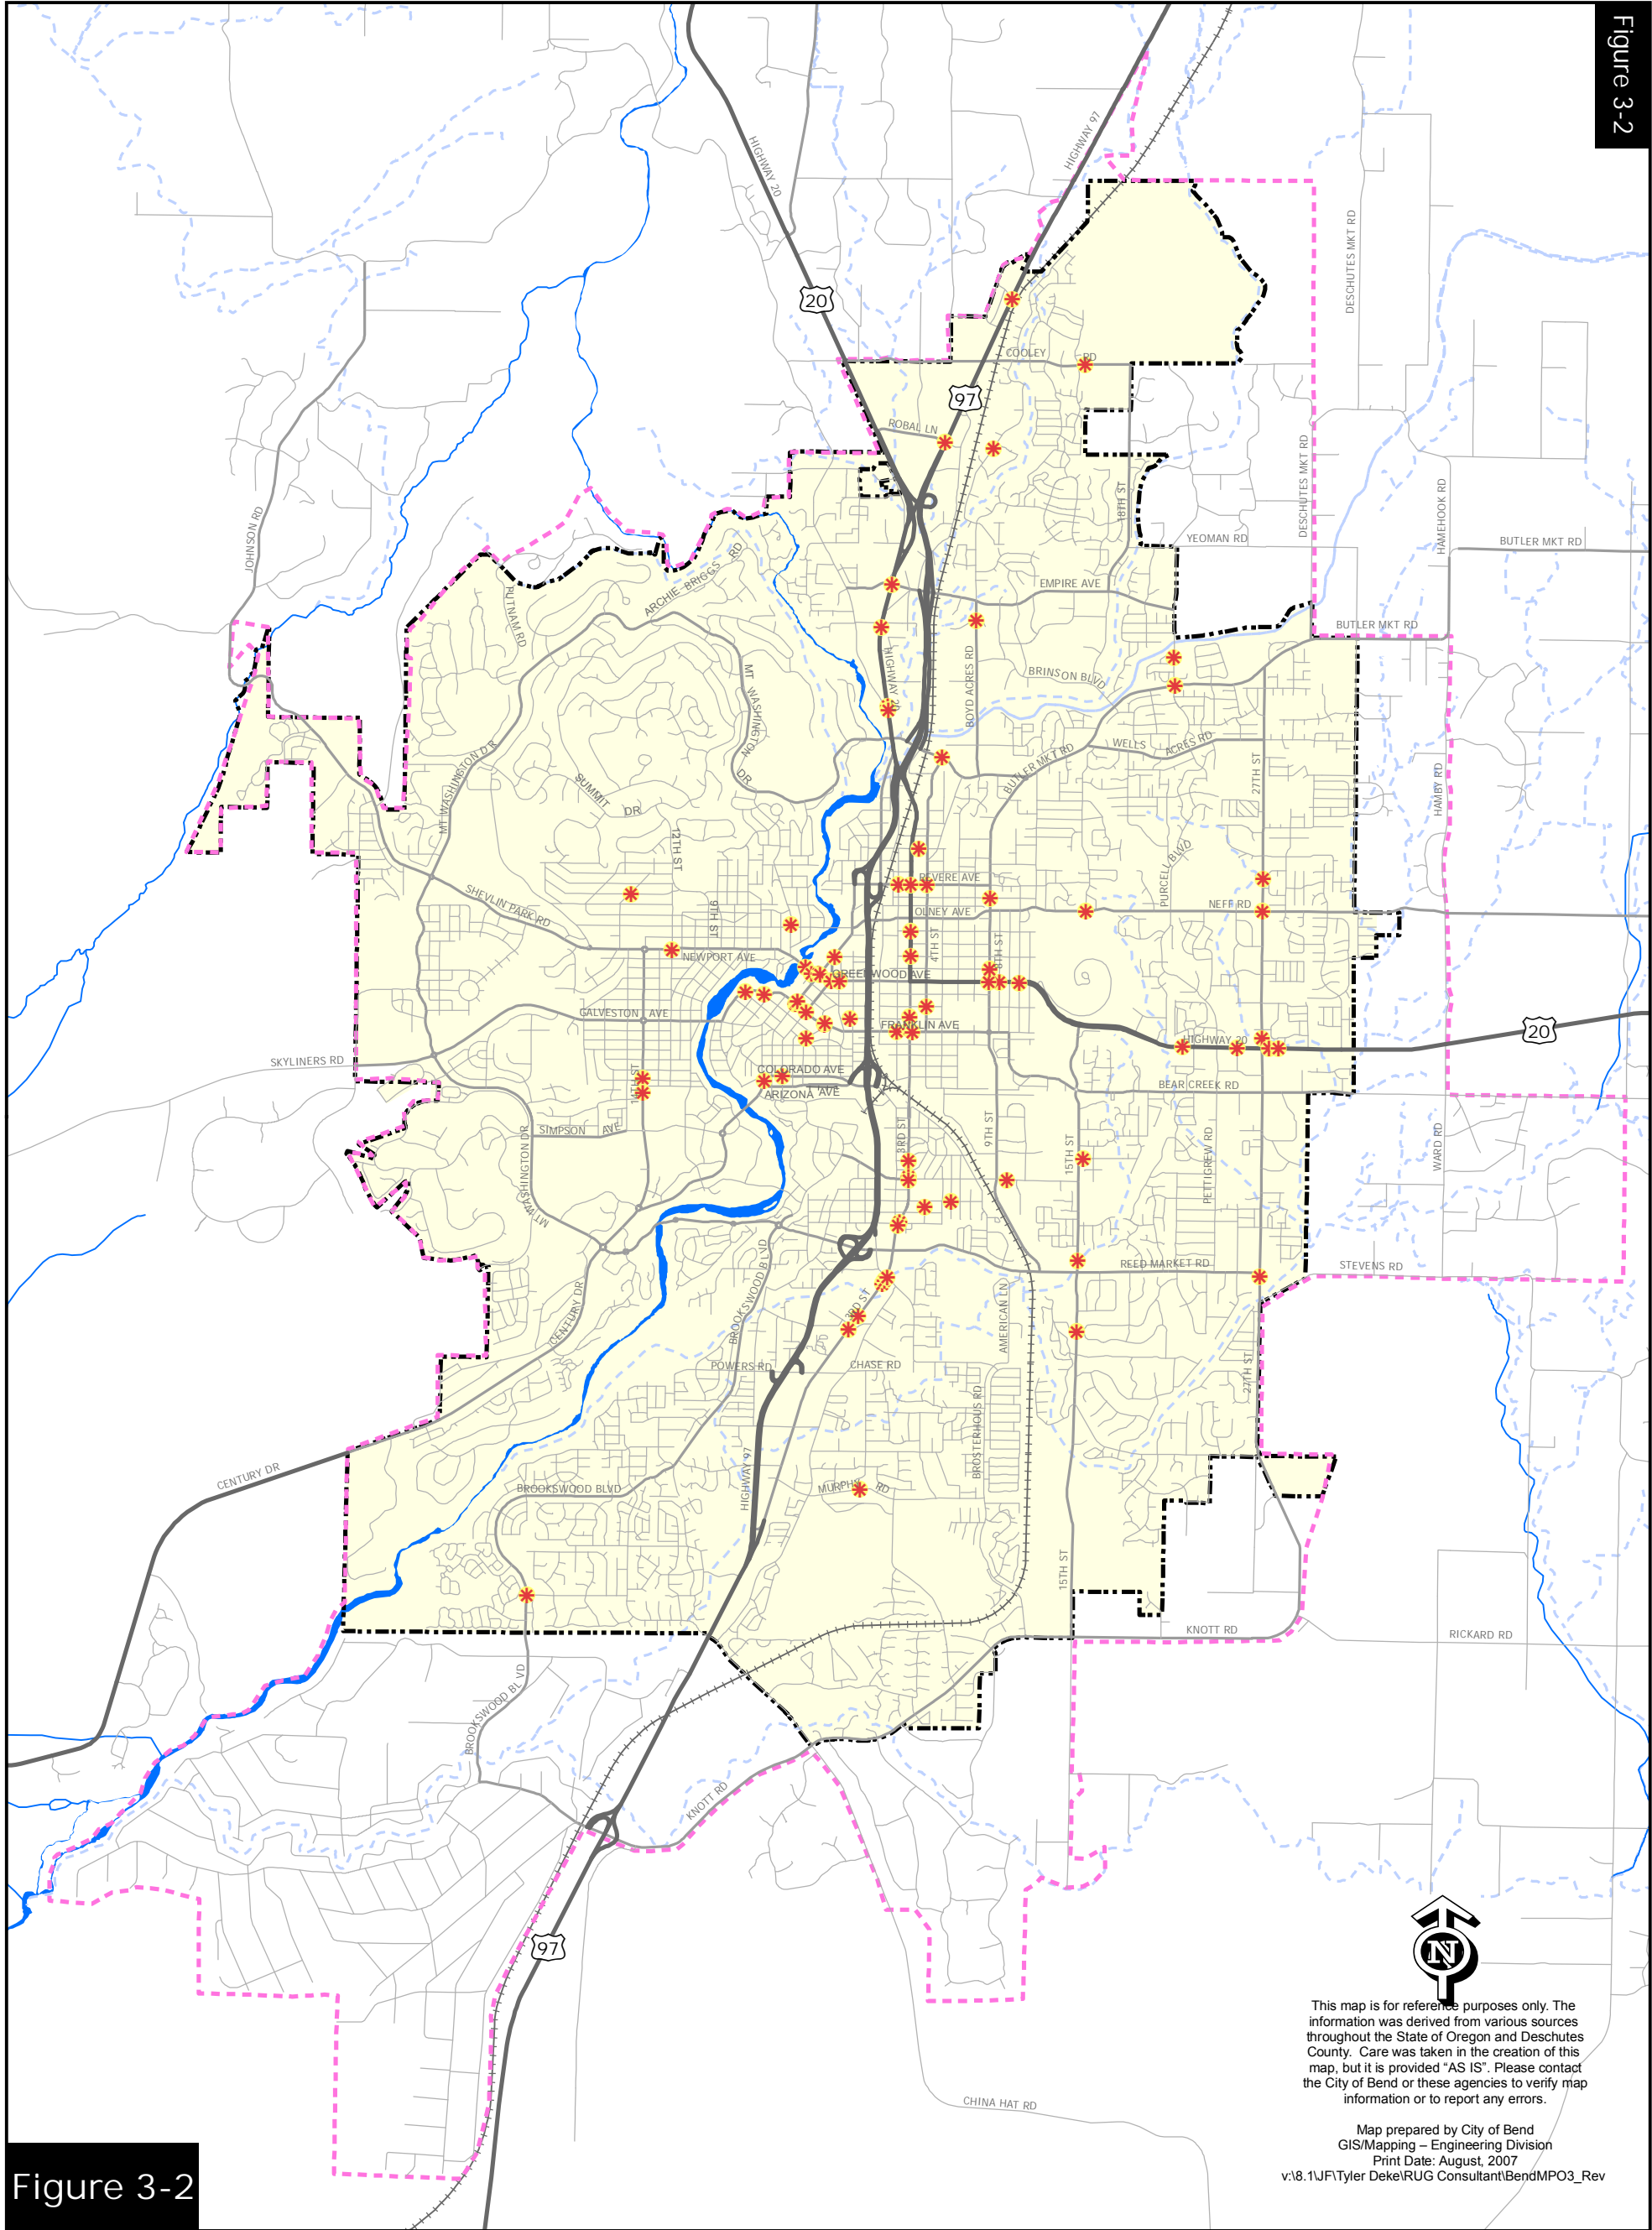 Figure 3-2
HIGHWAY 97
HIGHWAY 20
DESCHUTES MKT RD
20
COOLEY RD
97
ROBAL LN
18TH ST
DESCHUTES MKT RD
HAMEHOOK RD
JOHNSON RD
YEOMAN RD
BUTLER MKT RD
ARCHIE BRIGGS RD
EMPIRE AVE
PUTNAM RD
BUTLER MKT RD
HIGHWAY 20
BOYD ACRES RD
BRINSON BLVD
MT WASHINGTON DR
WELLS ACRES RD
BUTLER MKT RD
27TH ST
HAMBY RD
MT WASHINGTON DR
SUMMIT DR
12TH ST
PURCELL BLVD
REVERE AVE
SHEVLIN PARK RD
9TH ST
OLNEY AVE
NEFF RD
4TH ST
8TH ST
NEWPORT AVE
GREENWOOD AVE
GALVESTON AVE
FRANKLIN AVE
HIGHWAY 20
20
SKYLINERS RD
COLORADO AVE
14TH ST
ARIZONA AVE
BEAR CREEK RD
SIMPSON AVE
3RD ST
9TH ST
15TH ST
PETTIGREW RD
WARD RD
MT WASHINGTON DR
REED MARKET RD
STEVENS RD
BROOKSWOOD BLVD
CENTURY DR
3RD ST
AMERICAN LN
POWERS RD
CHASE RD
27TH ST
BROSTERHOUS RD
CENTURY DR
HIGHWAY 97
BROOKSWOOD BLVD
MURPHY RD
15TH ST
KNOTT RD
RICKARD RD
BROOKSWOOD BL VD
KNOTT RD
97
N
This map is for reference purposes only. The
information was derived from various sources
throughout the State of Oregon and Deschutes
County. Care was taken in the creation of this
map, but it is provided “AS IS”. Please contact
the City of Bend or these agencies to verify map
information or to report any errors.
CHINA HAT RD
Map prepared by City of Bend
GIS/Mapping – Engineering Division
Print Date: August, 2007
v:\8.1\JF\Tyler Deke\RUG Consultant\BendMPO3_Rev
Figure 3-2